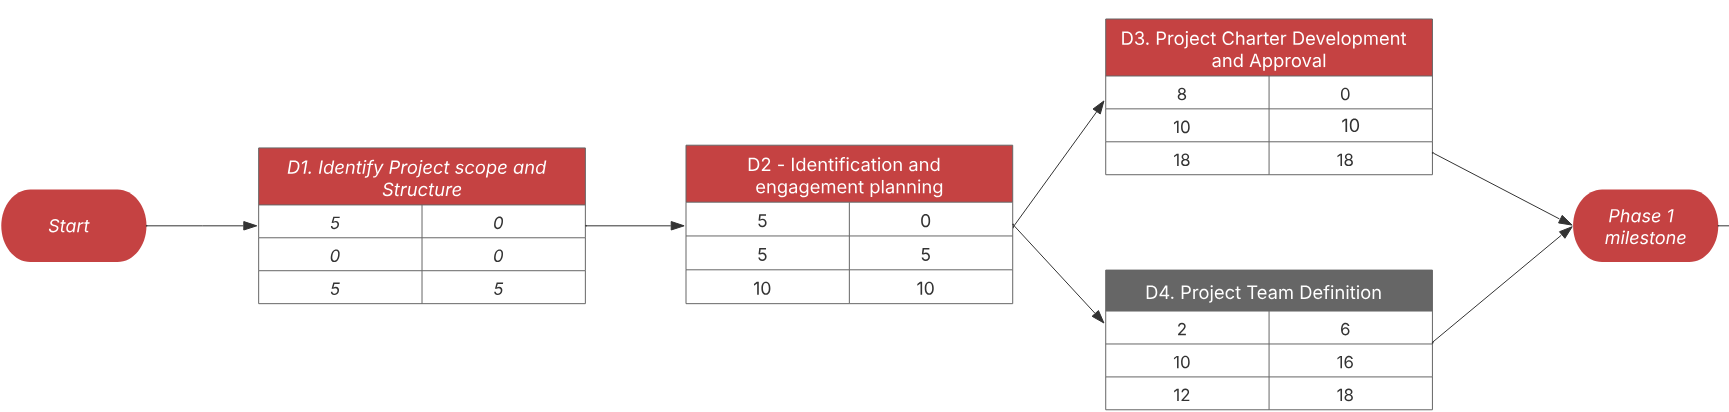 Start
D1. Identify Project scope and
Structure
5 0
0 0
5 5
D2 - Identification and
engagement planning
5 0
5 5
10 10
D3. Project Charter Development
and Approval
8 0
10 10
18 18
D4. Project Team Definition
2 6
10 16
12 18
Phase 1
milestone